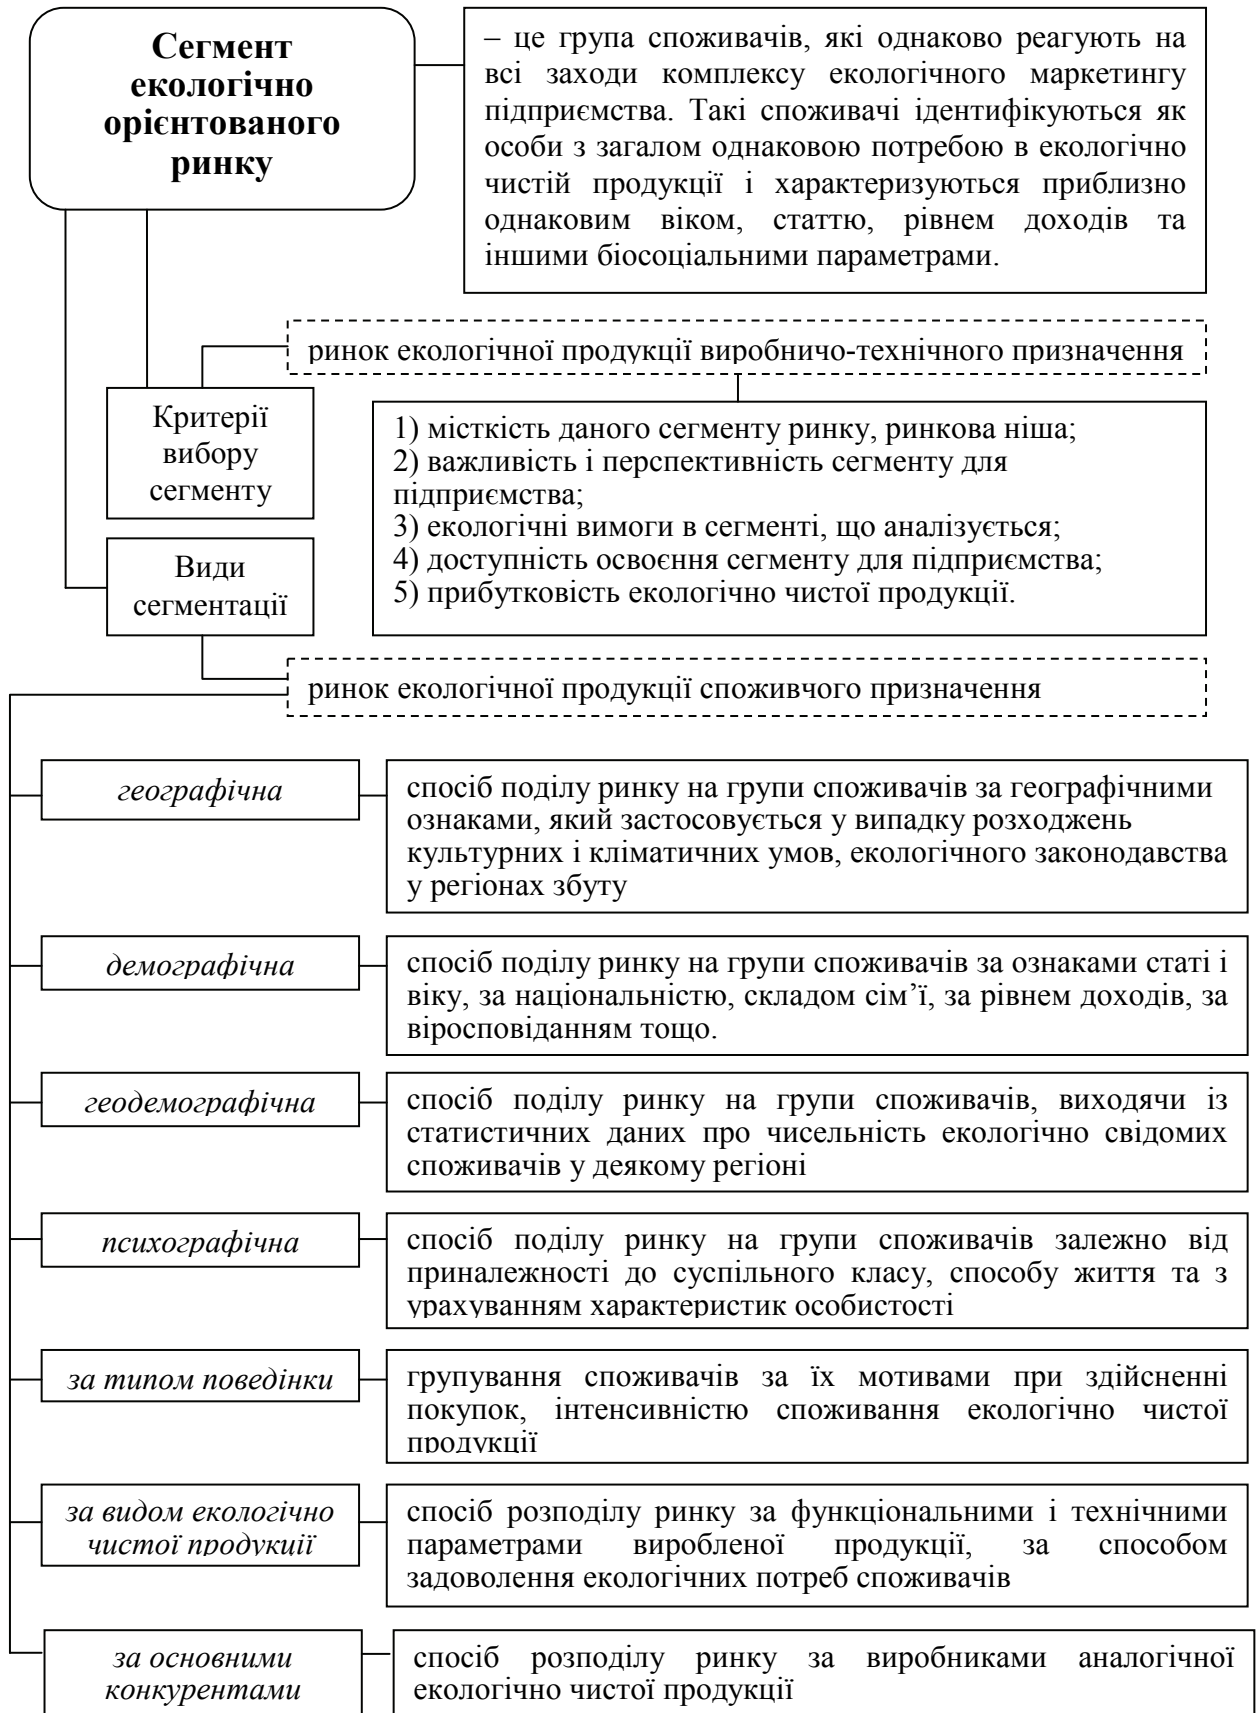 Сегмент
екологічно
орієнтованого
ринку
– це група споживачів, які однаково реагують на
всі заходи комплексу екологічного маркетингу
підприємства. Такі споживачі ідентифікуються як
особи з загалом однаковою потребою в екологічно
чистій продукції і характеризуються приблизно
однаковим віком, статтю, рівнем доходів та
іншими біосоціальними параметрами.
ринок екологічної продукції виробничо-технічного призначення
Критерії
вибору
сегменту
1) місткість даного сегменту ринку, ринкова ніша;
2) важливість і перспективність сегменту для
підприємства;
3) екологічні вимоги в сегменті, що аналізується;
4) доступність освоєння сегменту для підприємства;
5) прибутковість екологічно чистої продукції.
Види
сегментації
ринок екологічної продукції споживчого призначення
географічна
спосіб поділу ринку на групи споживачів за географічними
ознаками, який застосовується у випадку розходжень
культурних і кліматичних умов, екологічного законодавства
у регіонах збуту
демографічна
спосіб поділу ринку на групи споживачів за ознаками статі і
віку, за національністю, складом сім’ї, за рівнем доходів, за
віросповіданням тощо.
геодемографічна
спосіб поділу ринку на групи споживачів, виходячи із
статистичних даних про чисельність екологічно свідомих
споживачів у деякому регіоні
психографічна
спосіб поділу ринку на групи споживачів залежно від
приналежності до суспільного класу, способу життя та з
урахуванням характеристик особистості
за типом поведінки
групування споживачів за їх мотивами при здійсненні
покупок, інтенсивністю споживання екологічно чистої
продукції
за видом екологічно
чистої продукції
спосіб розподілу ринку за функціональними і технічними
параметрами виробленої продукції, за способом
задоволення екологічних потреб споживачів
за основними
конкурентами
спосіб розподілу ринку за виробниками аналогічної
екологічно чистої продукції